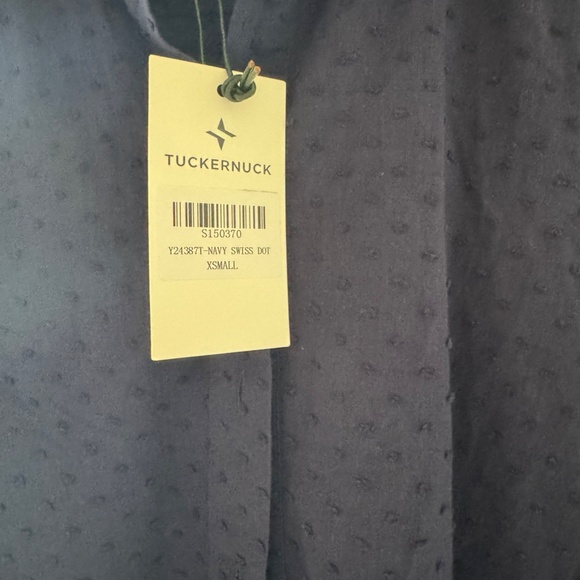 TUCKERNUCK
S150370
Y24387T-NAVY SWISS DOT
XSMALL